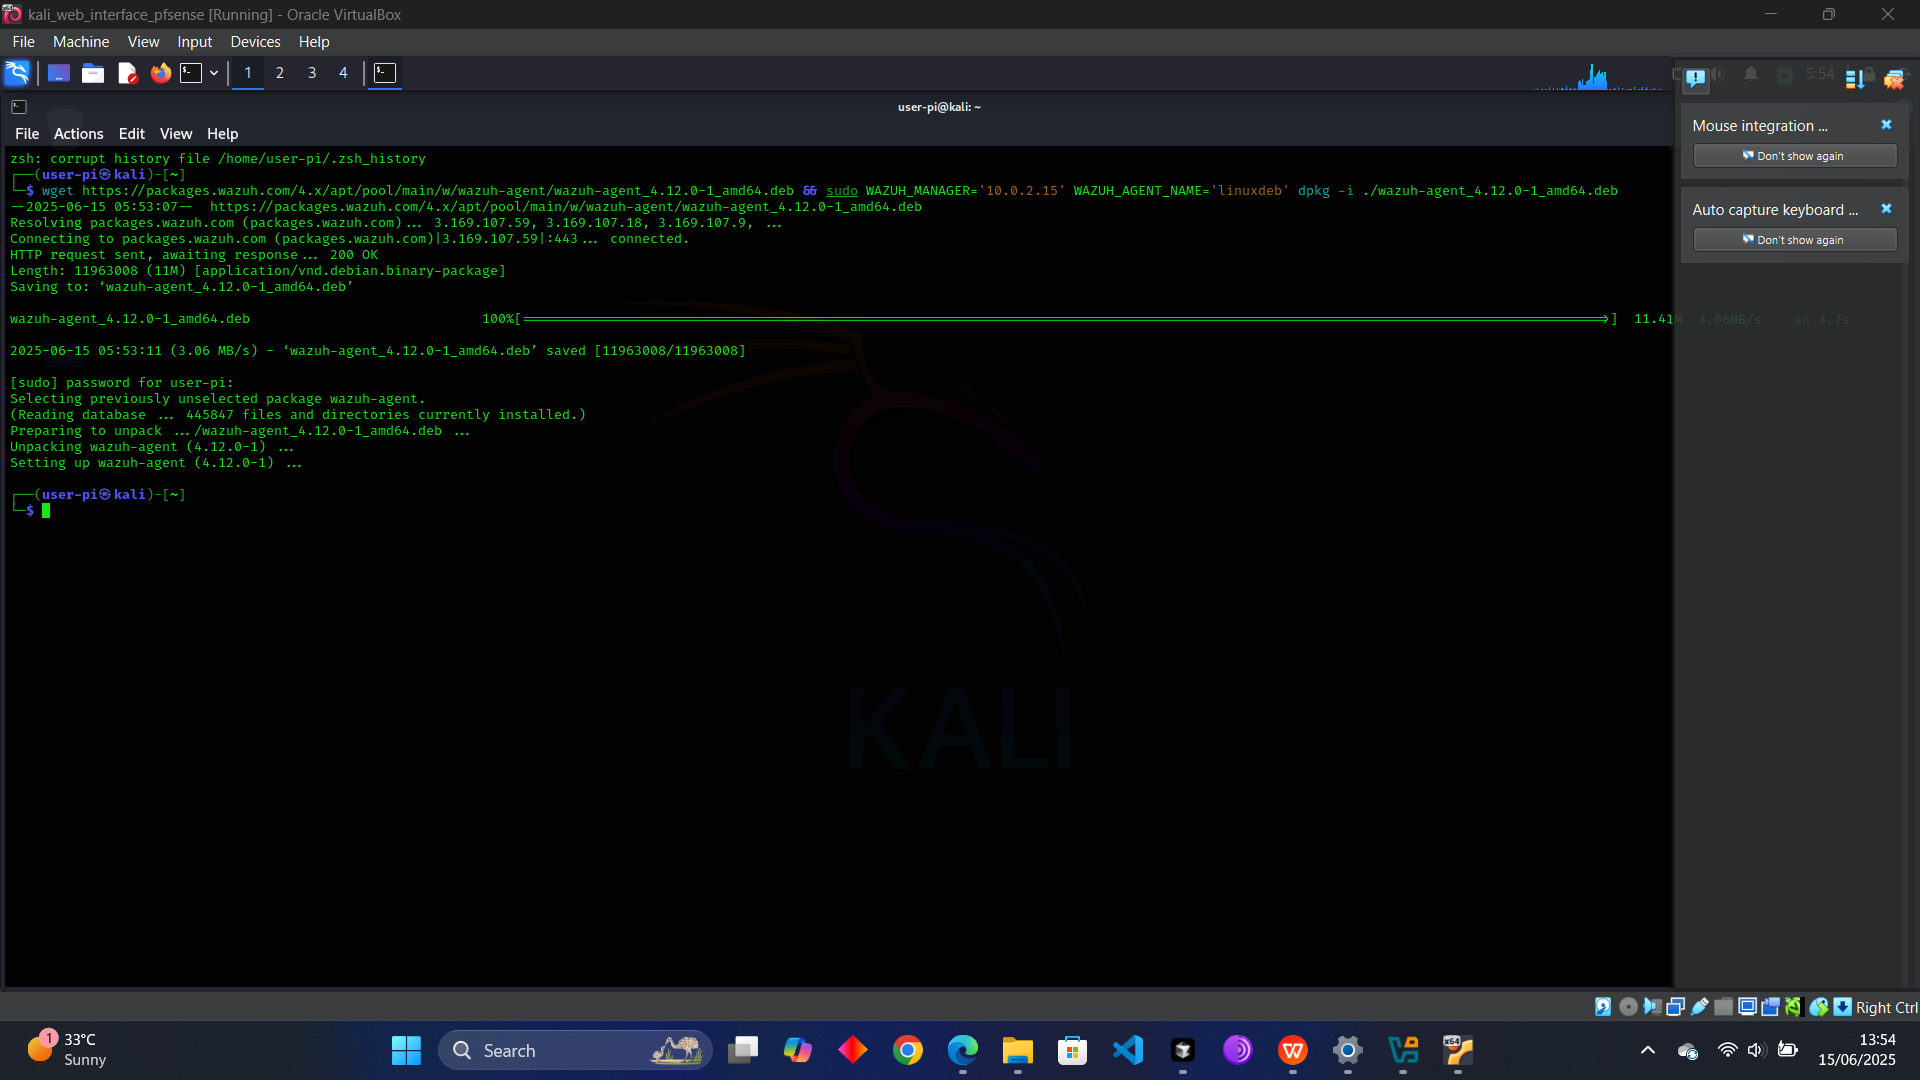 kali_web_interface_pfsense [Running] - Oracle VirtualBox
File Machine View Input Devices Help
1 2 3 4
5:54
user-pi@kali: ~
File Actions Edit View Help
Mouse integration ...
Don't show again
Auto capture keyboard ...
Don't show again
zsh: corrupt history file /home/user-pi/.zsh_history
┌──(user-pi㉿kali)-[~]
└─$ wget https://packages.wazuh.com/4.x/apt/pool/main/w/wazuh-agent/wazuh-agent_4.12.0-1_amd64.deb && sudo WAZUH_MANAGER='10.0.2.15' WAZUH_AGENT_NAME='linuxdeb' dpkg -i ./wazuh-agent_4.12.0-1_amd64.deb
--2025-06-15 05:53:07--  https://packages.wazuh.com/4.x/apt/pool/main/w/wazuh-agent/wazuh-agent_4.12.0-1_amd64.deb
Resolving packages.wazuh.com (packages.wazuh.com)... 3.169.107.59, 3.169.107.18, 3.169.107.9, ...
Connecting to packages.wazuh.com (packages.wazuh.com)|3.169.107.59|:443... connected.
HTTP request sent, awaiting response... 200 OK
Length: 11963008 (11M) [application/vnd.debian.binary-package]
Saving to: ‘wazuh-agent_4.12.0-1_amd64.deb’
wazuh-agent_4.12.0-1_amd64.deb 100%[==============================>] 11.41M 3.06MB/s in 3.7s
2025-06-15 05:53:11 (3.06 MB/s) - ‘wazuh-agent_4.12.0-1_amd64.deb’ saved [11963008/11963008]
[sudo] password for user-pi:
Selecting previously unselected package wazuh-agent.
(Reading database ... 445847 files and directories currently installed.)
Preparing to unpack .../wazuh-agent_4.12.0-1_amd64.deb ...
Unpacking wazuh-agent (4.12.0-1) ...
Setting up wazuh-agent (4.12.0-1) ...
┌──(user-pi㉿kali)-[~]
└─$
KALI
Right Ctrl
1
33°C
Sunny
Search
13:54
15/06/2025